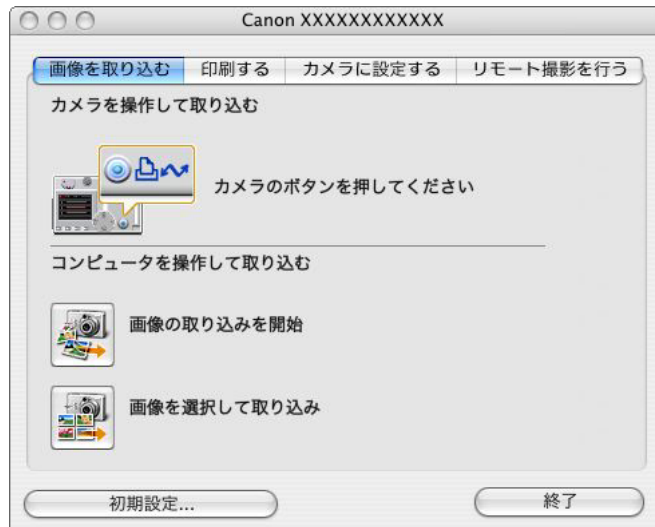 Canon XXXXXXXXXXXX
画像を取り込む 印刷する カメラに設定する リモート撮影を行う
カメラを操作して取り込む
カメラのボタンを押してください
コンピュータを操作して取り込む
画像の取り込みを開始
画像を選択して取り込み
初期設定... 終了